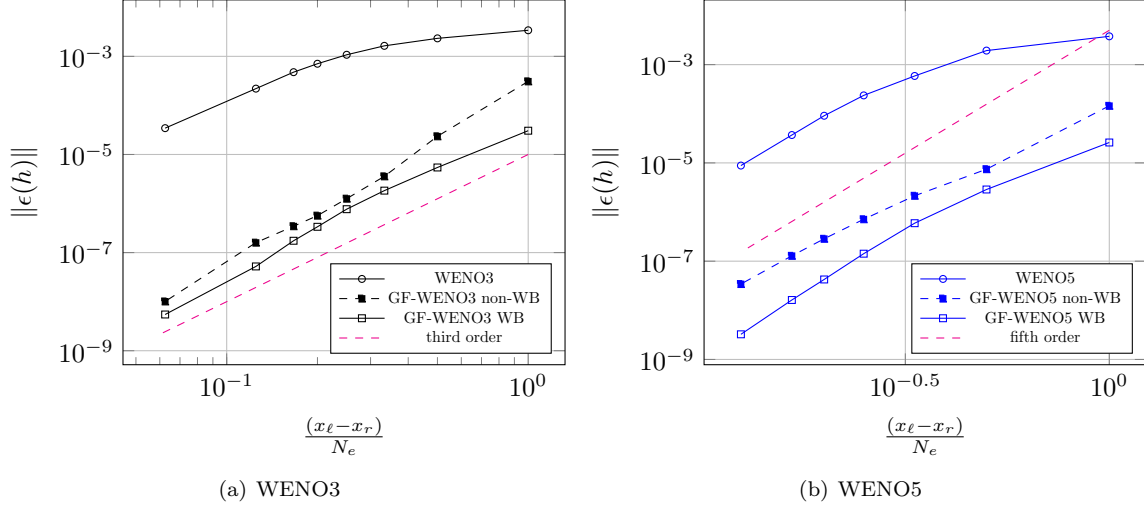 10^{-3}
10^{-5}
10^{-7}
10^{-9}
||ϵ(h)||
WENO3
GF-WENO3 non-WB
GF-WENO3 WB
third order
10^{-1}
10^{0}
(x_ℓ−x_r)
N_e
(a) WENO3
10^{-3}
10^{-5}
10^{-7}
10^{-9}
||ϵ(h)||
WENO5
GF-WENO5 non-WB
GF-WENO5 WB
fifth order
10^{-0.5}
10^{0}
(x_ℓ−x_r)
N_e
(b) WENO5